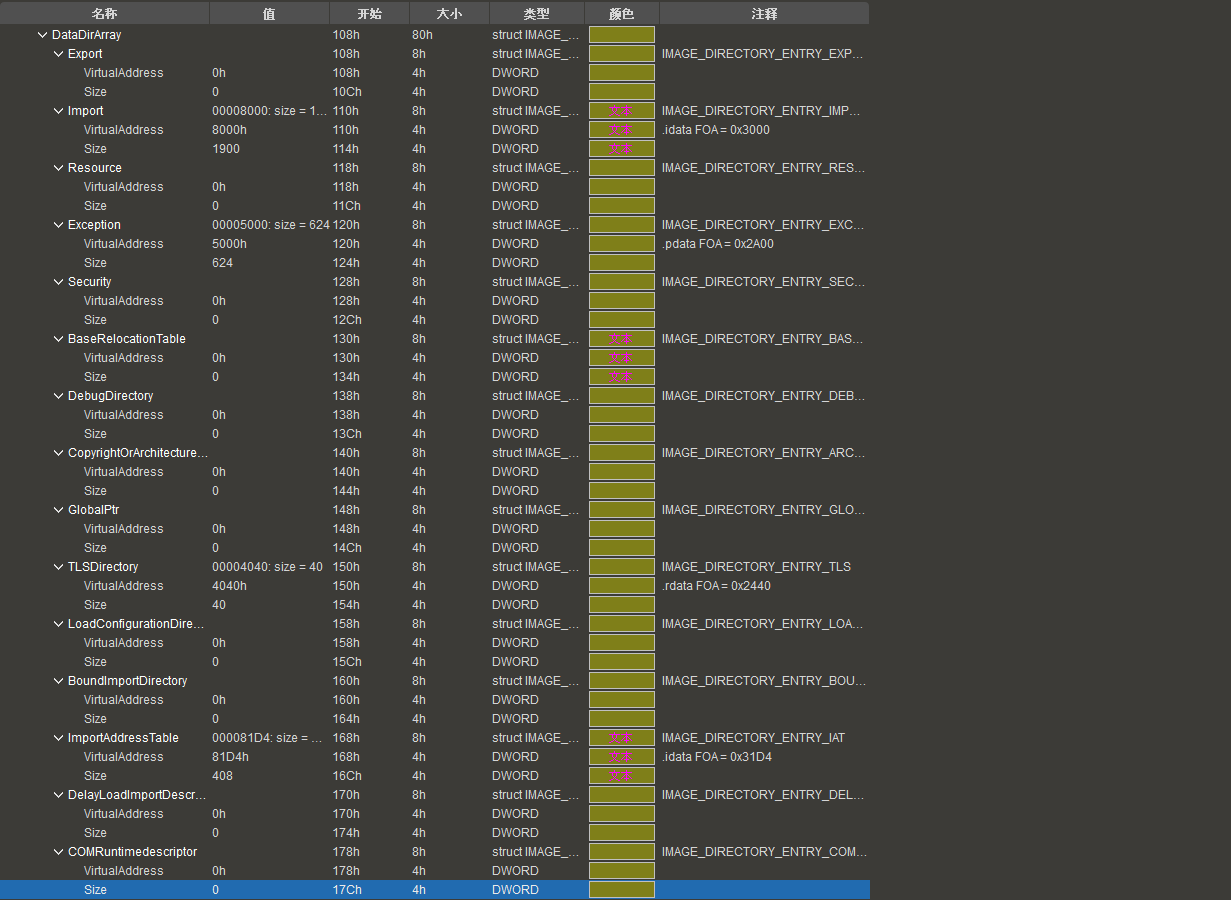 名称 值 开始 大小 类型 颜色 注释
DataDirArray 108h 80h struct IMAGE_...
Export 108h 8h struct IMAGE_... IMAGE_DIRECTORY_ENTRY_EXP...
VirtualAddress 0h 108h 4h DWORD
Size 0 10Ch 4h DWORD
Import 00008000: size = 1... 110h 8h struct IMAGE_... IMAGE_DIRECTORY_ENTRY_IMP...
VirtualAddress 8000h 110h 4h DWORD .idata FOA = 0x3000
Size 1900 114h 4h DWORD
Resource 118h 8h struct IMAGE_... IMAGE_DIRECTORY_ENTRY_RES...
VirtualAddress 0h 118h 4h DWORD
Size 0 11Ch 4h DWORD
Exception 00005000: size = 624 120h 8h struct IMAGE_... IMAGE_DIRECTORY_ENTRY_EXC...
VirtualAddress 5000h 120h 4h DWORD .pdata FOA = 0x2A00
Size 624 124h 4h DWORD
Security 128h 8h struct IMAGE_... IMAGE_DIRECTORY_ENTRY_SEC...
VirtualAddress 0h 128h 4h DWORD
Size 0 12Ch 4h DWORD
BaseRelocationTable 130h 8h struct IMAGE_... IMAGE_DIRECTORY_ENTRY_BAS...
VirtualAddress 0h 130h 4h DWORD
Size 0 134h 4h DWORD
DebugDirectory 138h 8h struct IMAGE_... IMAGE_DIRECTORY_ENTRY_DEB...
VirtualAddress 0h 138h 4h DWORD
Size 0 13Ch 4h DWORD
CopyrightOrArchitecture... 140h 8h struct IMAGE_... IMAGE_DIRECTORY_ENTRY_ARC...
VirtualAddress 0h 140h 4h DWORD
Size 0 144h 4h DWORD
GlobalPtr 148h 8h struct IMAGE_... IMAGE_DIRECTORY_ENTRY_GLO...
VirtualAddress 0h 148h 4h DWORD
Size 0 14Ch 4h DWORD
TLSDirectory 00004040: size = 40 150h 8h struct IMAGE_... IMAGE_DIRECTORY_ENTRY_TLS
VirtualAddress 4040h 150h 4h DWORD .rdata FOA = 0x2440
Size 40 154h 4h DWORD
LoadConfigurationDire... 158h 8h struct IMAGE_... IMAGE_DIRECTORY_ENTRY_LOA...
VirtualAddress 0h 158h 4h DWORD
Size 0 15Ch 4h DWORD
BoundImportDirectory 160h 8h struct IMAGE_... IMAGE_DIRECTORY_ENTRY_BOU...
VirtualAddress 0h 160h 4h DWORD
Size 0 164h 4h DWORD
ImportAddressTable 000081D4: size = ... 168h 8h struct IMAGE_... IMAGE_DIRECTORY_ENTRY_IAT
VirtualAddress 81D4h 168h 4h DWORD .idata FOA = 0x31D4
Size 408 16Ch 4h DWORD
DelayLoadImportDescr... 170h 8h struct IMAGE_... IMAGE_DIRECTORY_ENTRY_DEL...
VirtualAddress 0h 170h 4h DWORD
Size 0 174h 4h DWORD
COMRuntimedescriptor 178h 8h struct IMAGE_... IMAGE_DIRECTORY_ENTRY_COM...
VirtualAddress 0h 178h 4h DWORD
Size 0 17Ch 4h DWORD